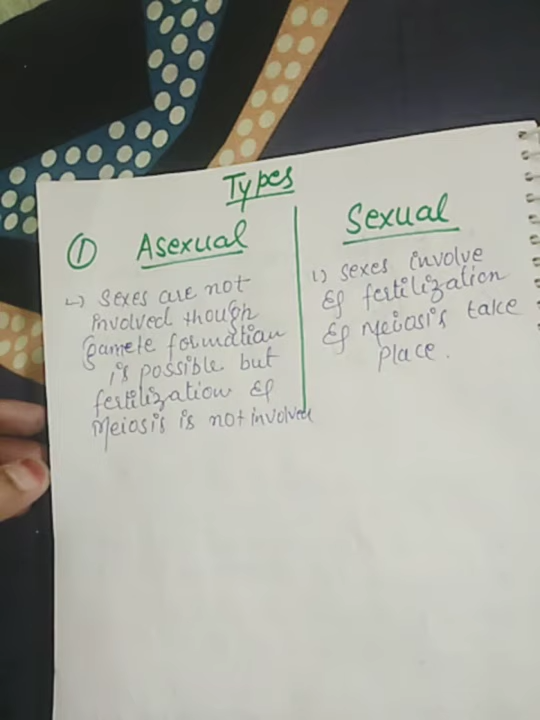 Types
① Asexual
↳ Sexes are not
involved though
gamete formation
is possible but
fertilization &
Meiosis is not involved
Sexual
1) Sexes involve
& fertilization
& Meiosis take
place.